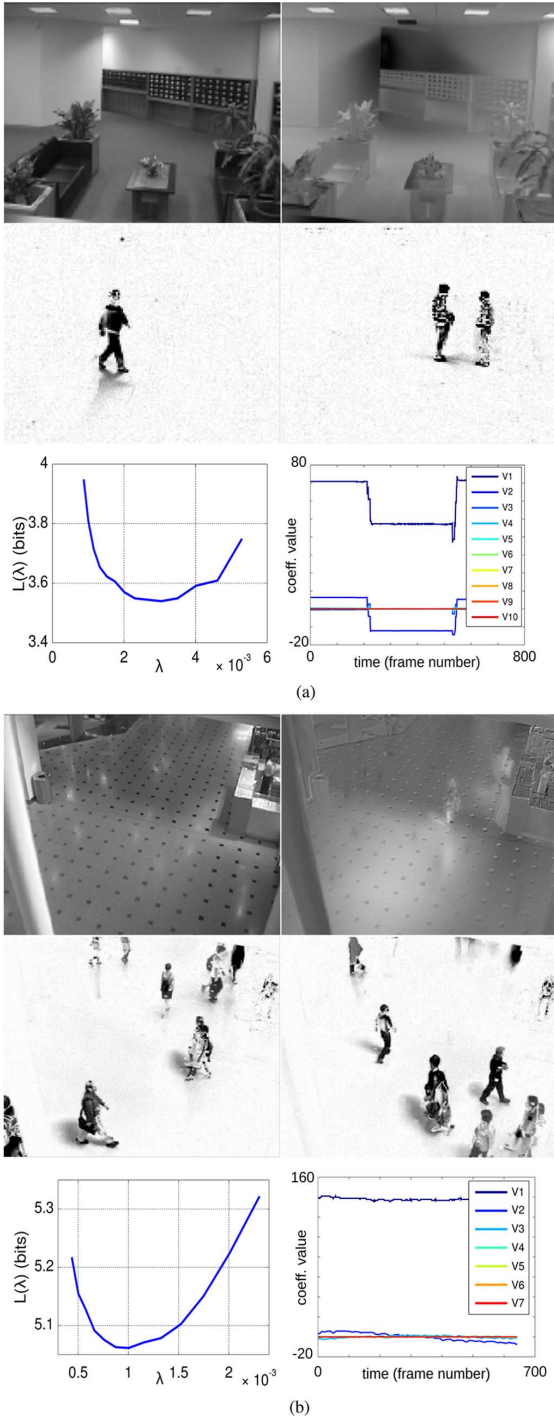 4
3.8
3.6
3.4
0
2
4
6
L(λ) (bits)
λ
× 10⁻³
80
-20
0
800
coeff. value
time (frame number)
V1
V2
V3
V4
V5
V6
V7
V8
V9
V10
(a)
5.3
5.2
5.1
0.5
1
1.5
2
L(λ) (bits)
λ
× 10⁻³
160
-20
0
700
coeff. value
time (frame number)
V1
V2
V3
V4
V5
V6
V7
(b)